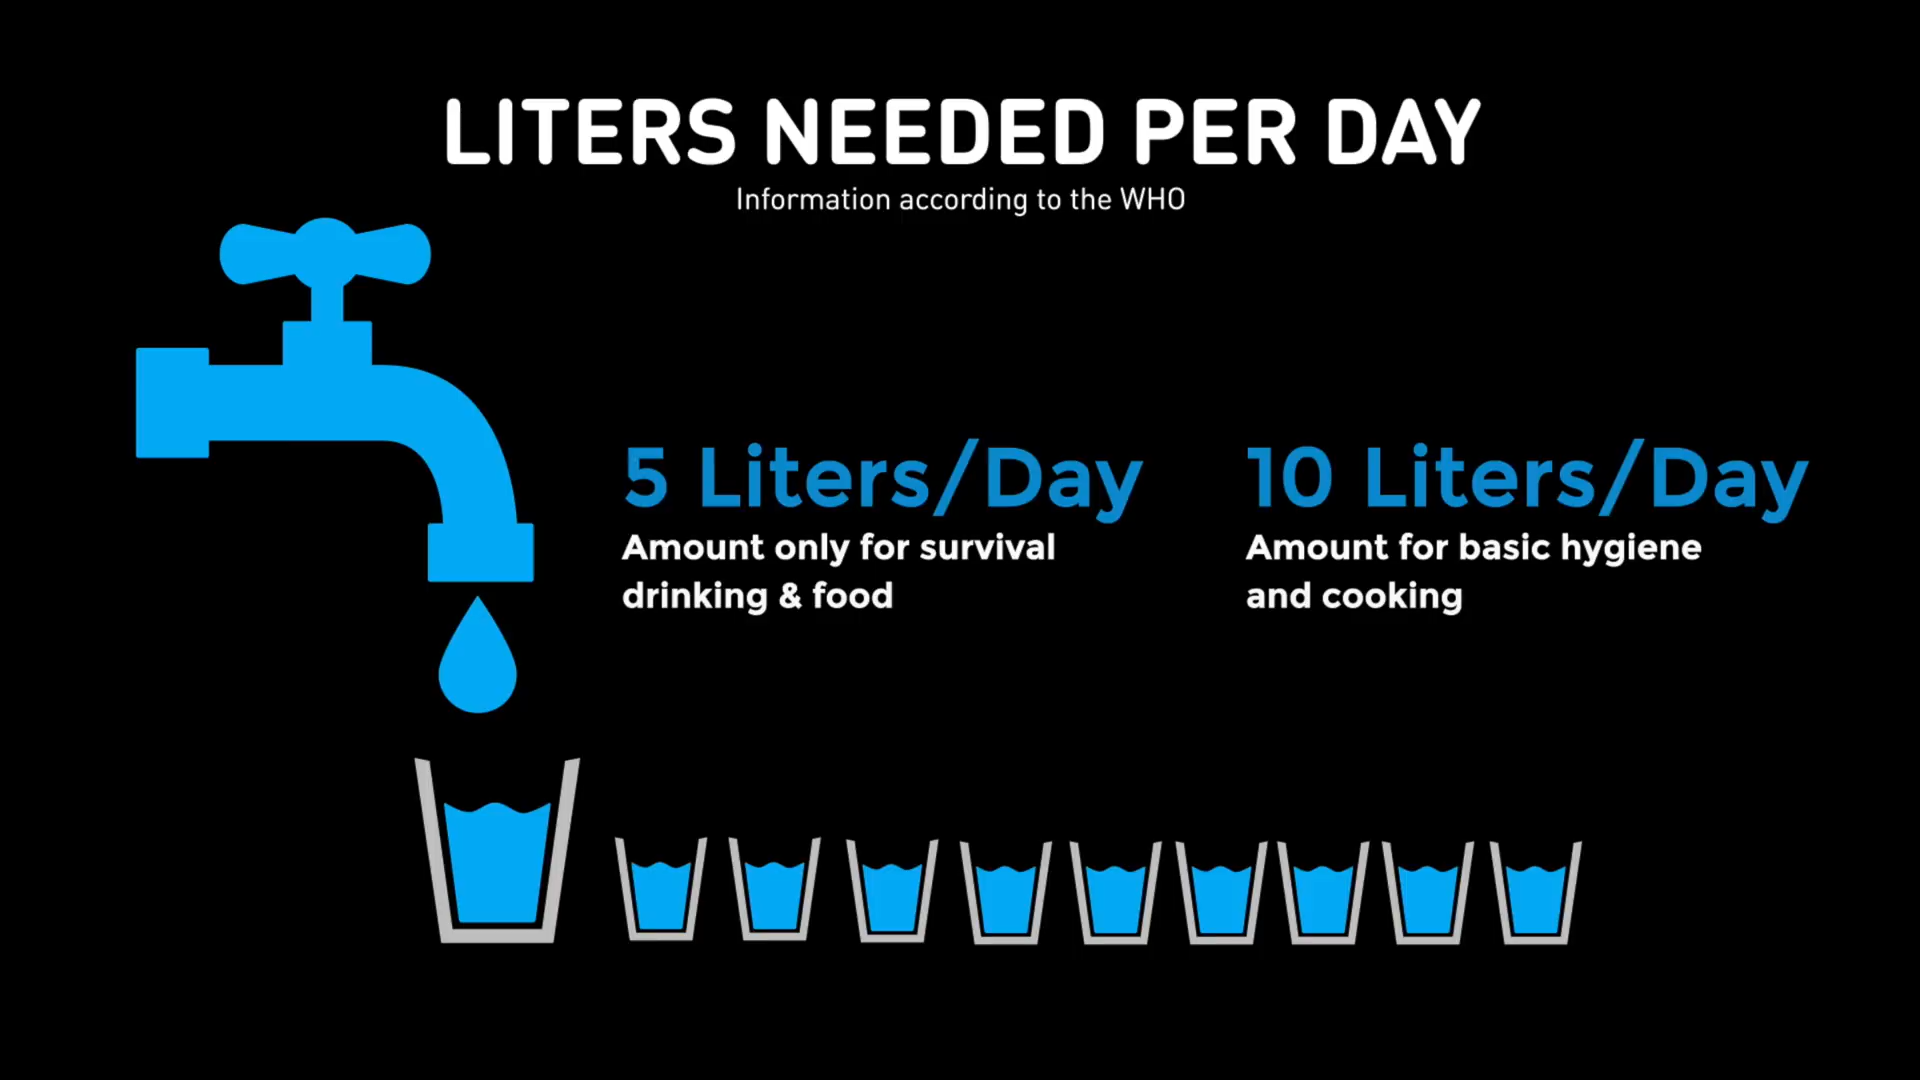 LITERS NEEDED PER DAY
Information according to the WHO
5 Liters/Day
Amount only for survival
drinking & food
10 Liters/Day
Amount for basic hygiene
and cooking